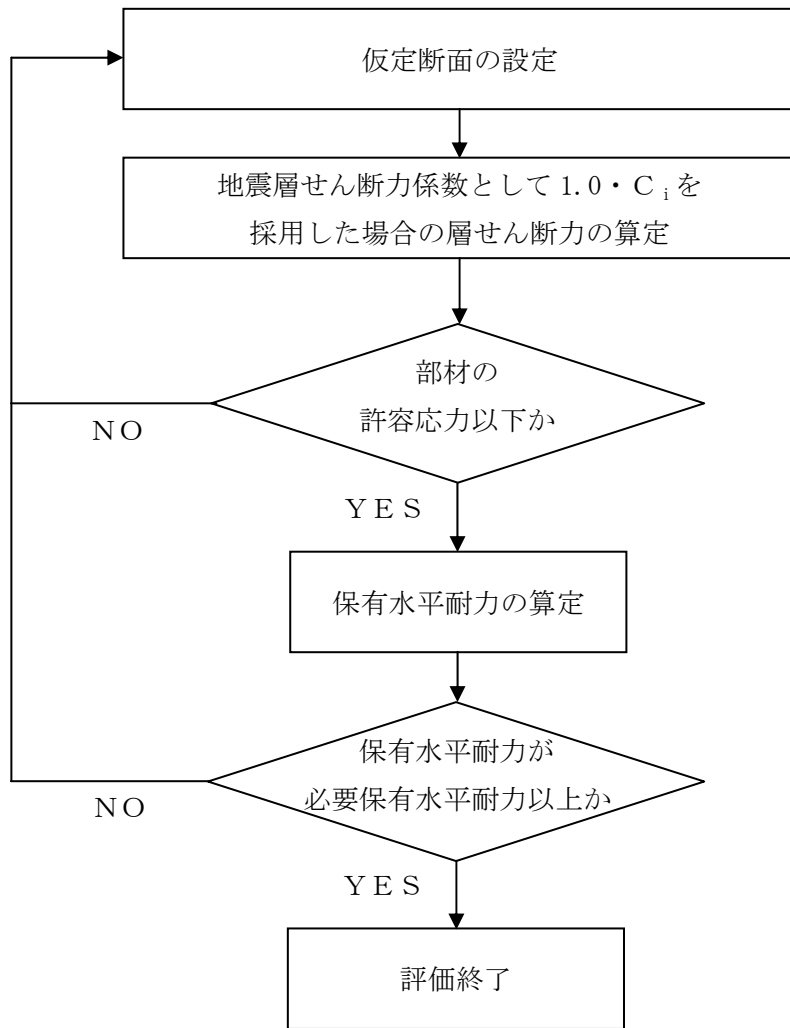 仮定断面の設定
地震層せん断力係数として1.0・Ｃｉを
採用した場合の層せん断力の算定
部材の
許容応力以下か
ＮＯ
ＹＥＳ
保有水平耐力の算定
保有水平耐力が
必要保有水平耐力以上か
ＮＯ
ＹＥＳ
評価終了